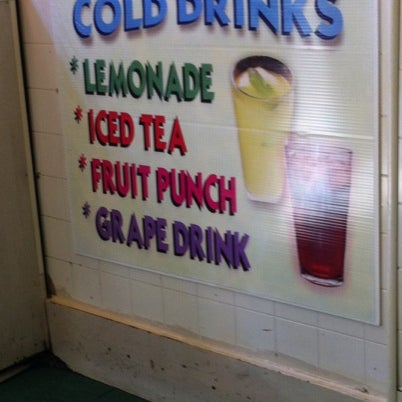 COLD DRINKS
* LEMONADE
* ICED TEA
* FRUIT PUNCH
* GRAPE DRINK